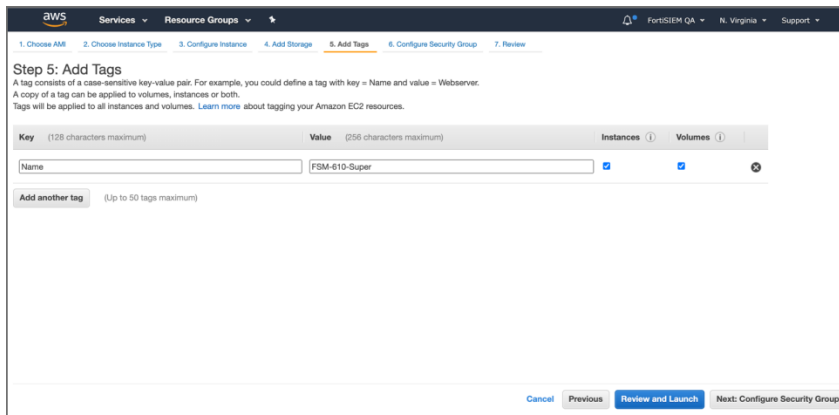 aws Services Resource Groups FortiSIEM QA N. Virginia Support
1. Choose AMI 2. Choose Instance Type 3. Configure Instance 4. Add Storage 5. Add Tags 6. Configure Security Group 7. Review
Step 5: Add Tags
A tag consists of a case-sensitive key-value pair. For example, you could define a tag with key = Name and value = Webserver.
A copy of a tag can be applied to volumes, instances or both.
Tags will be applied to all instances and volumes. Learn more about tagging your Amazon EC2 resources.
Key (128 characters maximum) Value (256 characters maximum) Instances i Volumes i
Name FSM-610-Super
Add another tag (Up to 50 tags maximum)
Cancel Previous Review and Launch Next: Configure Security Group